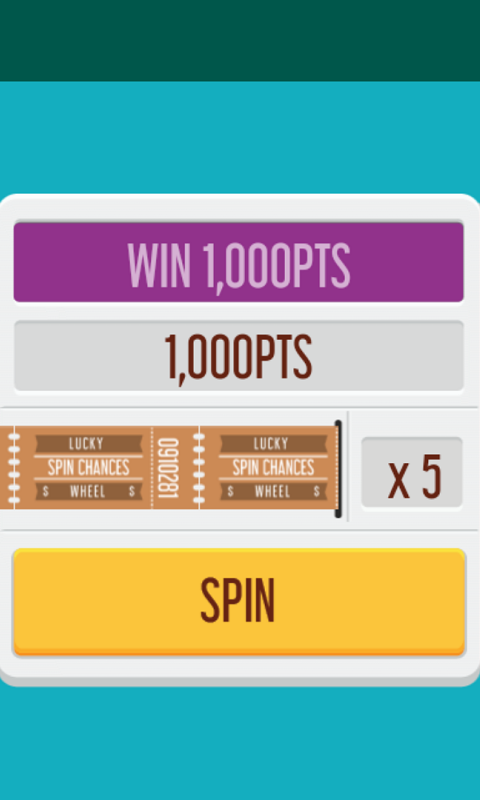 WIN 1,000PTS
1,000PTS
LUCKY
SPIN CHANCES
$ WHEEL $
0910281
LUCKY
SPIN CHANCES
$ WHEEL $
x 5
SPIN